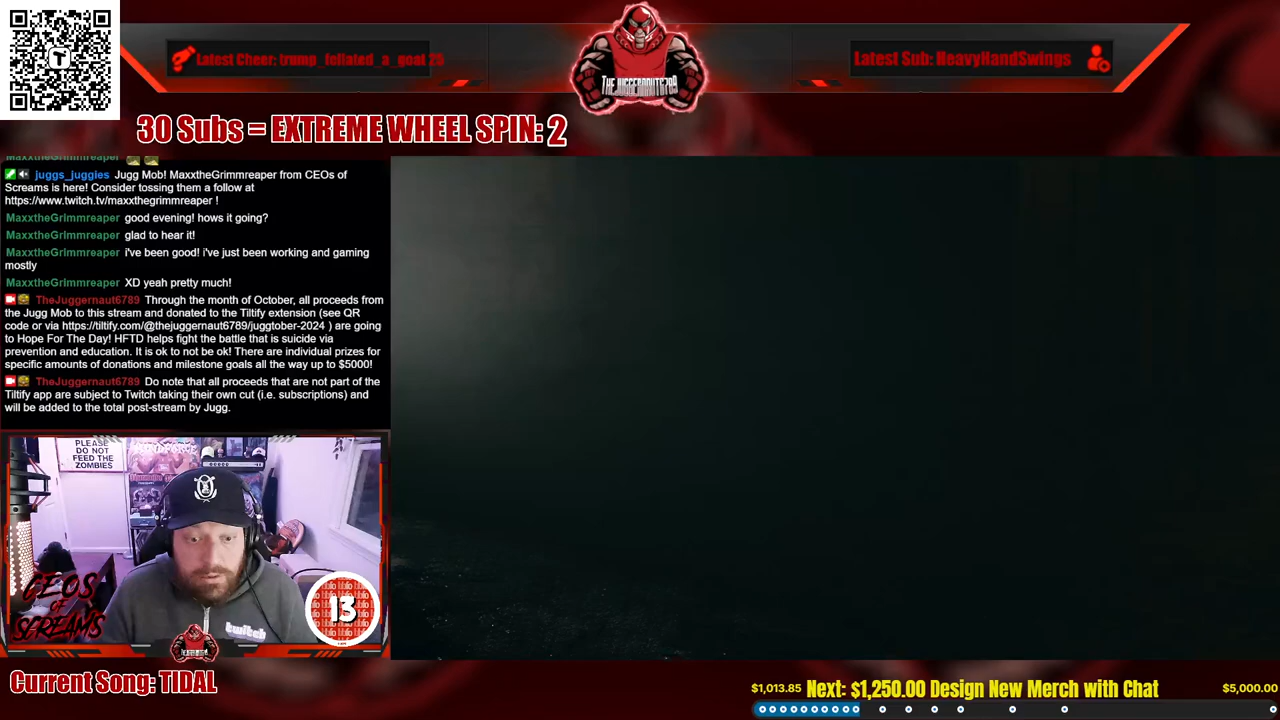 Latest Cheer: trump_fellated_a_goat 25
THEJUGGERNAUT6789
Latest Sub: HeavyHandSwings
30 Subs = EXTREME WHEEL SPIN: 2
MaxxtheGrimmreaper
juggs_juggies Jugg Mob! MaxxtheGrimmreaper from CEOs of
Screams is here! Consider tossing them a follow at
https://www.twitch.tv/maxxthegrimmreaper !
MaxxtheGrimmreaper good evening! hows it going?
MaxxtheGrimmreaper glad to hear it!
MaxxtheGrimmreaper i've been good! i've just been working and gaming
mostly
MaxxtheGrimmreaper XD yeah pretty much!
TheJuggernaut6789 Through the month of October, all proceeds from
the Jugg Mob to this stream and donated to the Tiltify extension (see QR
code or via https://tiltify.com/@thejuggernaut6789/juggtober-2024 ) are going
to Hope For The Day! HFTD helps fight the battle that is suicide via
prevention and education. It is ok to not be ok! There are individual prizes for
specific amounts of donations and milestone goals all the way up to $5000!
TheJuggernaut6789 Do note that all proceeds that are not part of the
Tiltify app are subject to Twitch taking their own cut (i.e. subscriptions) and
will be added to the total post-stream by Jugg.
PLEASE
DO NOT
FEED THE
ZOMBIES
CEOS
OF
SCREAMS
twitch
13
Current Song: TIDAL
$1,013.85 Next: $1,250.00 Design New Merch with Chat $5,000.00